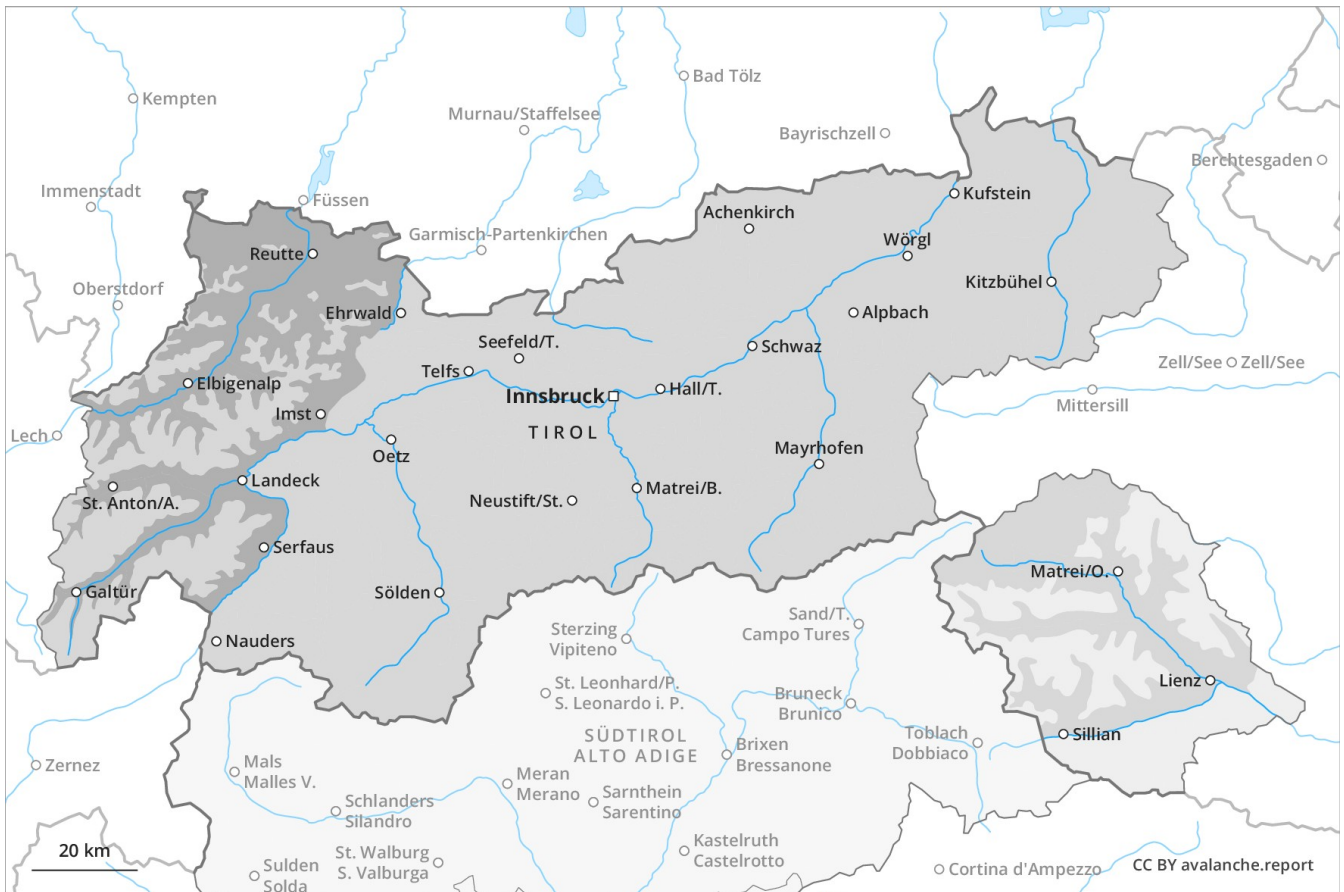 Bad Tölz
Kempten
Murnau/Staffelsee
Bayrischzell
Berchtesgaden
Immenstadt
Füssen
Kufstein
Achenkirch
Garmisch-Partenkirchen
Wörgl
Reutte
Kitzbühel
Oberstdorf
Ehrwald
Alpbach
Seefeld/T.
Schwaz
Zell/See
Zell/See
Telfs
Elbigenalp
Hall/T.
Innsbruck
Mittersill
Imst
TIROL
Lech
Oetz
Mayrhofen
Landeck
St. Anton/A.
Neustift/St.
Matrei/B.
Serfaus
Matrei/O.
Galtür
Sölden
Sand/T.
Campo Tures
Sterzing
Vipiteno
Nauders
Lienz
St. Leonhard/P.
S. Leonardo i. P.
Bruneck
Brunico
Sillian
SÜDTIROL
ALTO ADIGE
Toblach
Dobbiaco
Brixen
Bressanone
Zernez
Mals
Malles V.
Meran
Merano
Sarnthein
Sarentino
Schlanders
Silandro
Kastelruth
Castelrotto
20 km
St. Walburg
S. Valburga
Sulden
Solda
Cortina d'Ampezzo
CC BY avalanche.report